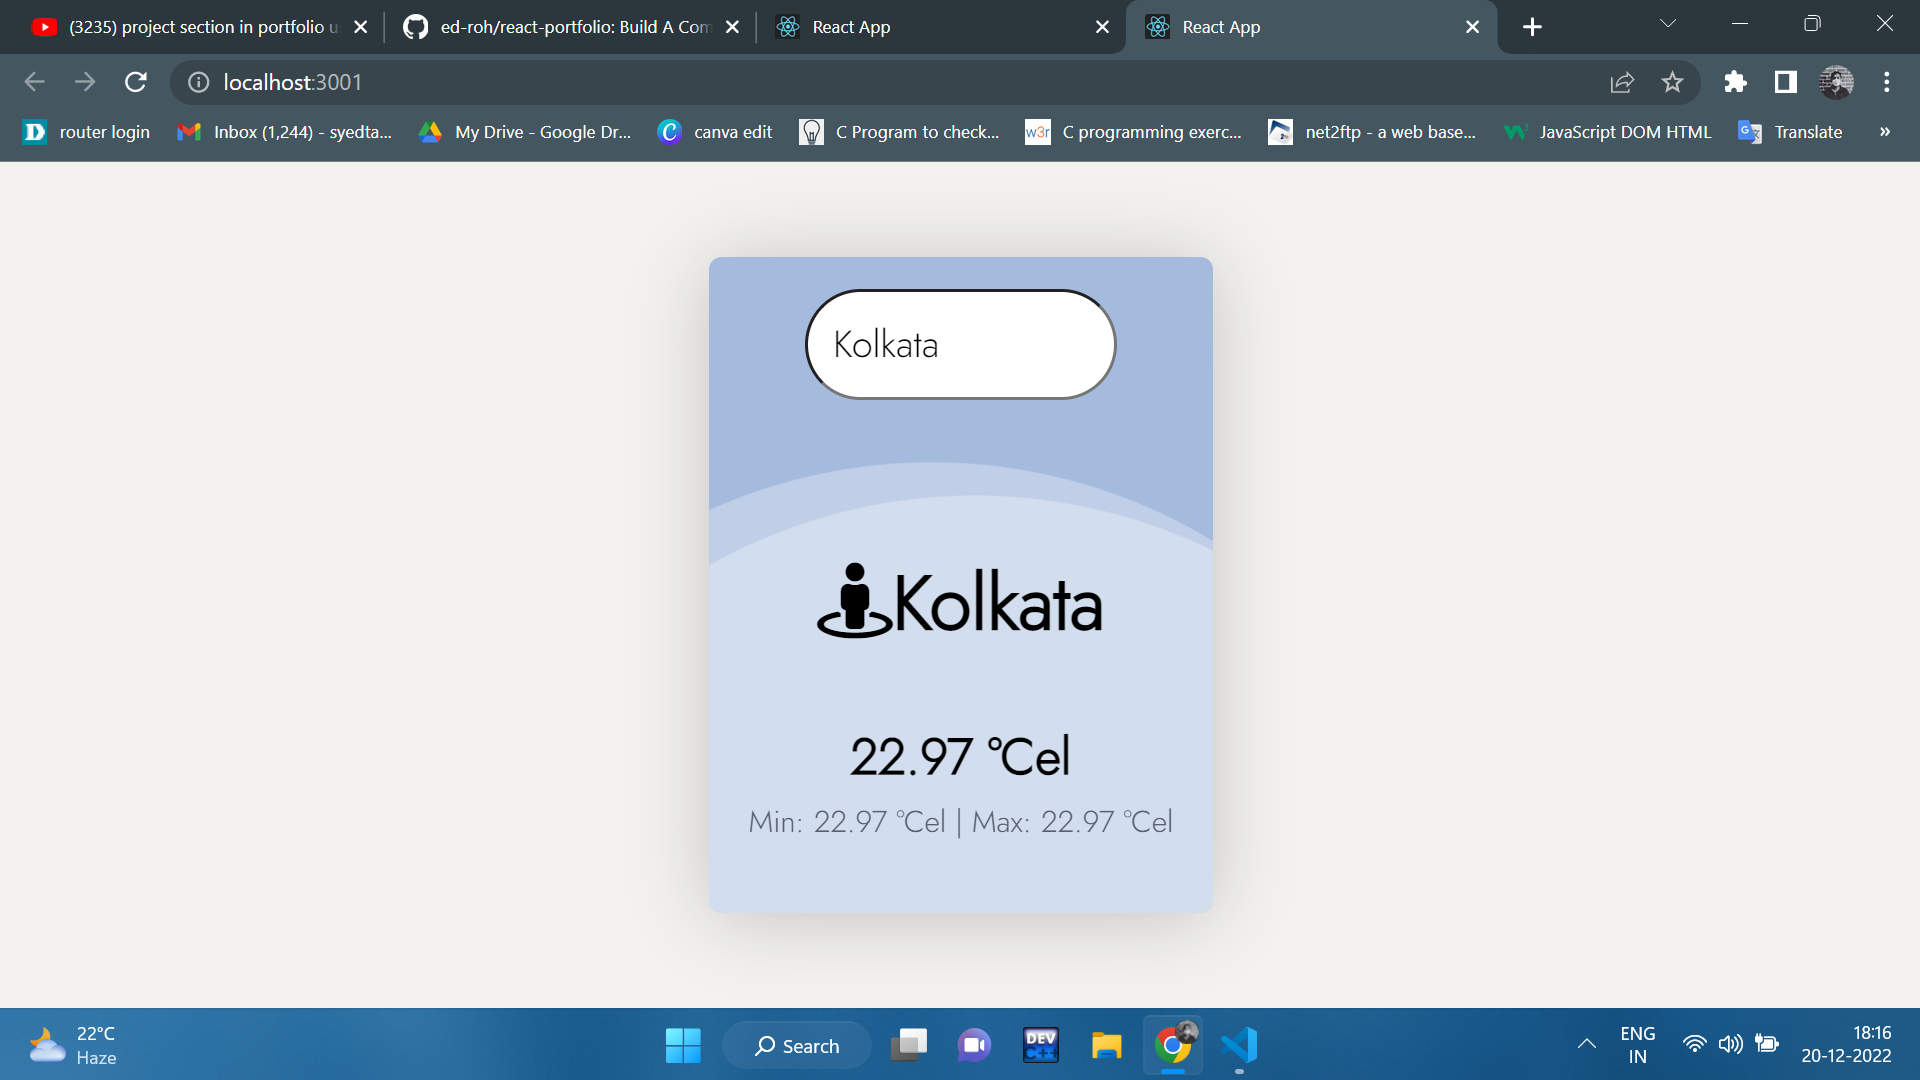 (3235) project section in portfolio u
ed-roh/react-portfolio: Build A Com
React App
React App
localhost:3001
router login
Inbox (1,244) - syedta...
My Drive - Google Dr...
canva edit
C Program to check...
w3r
C programming exerc...
net2ftp - a web base...
JavaScript DOM HTML
Translate
»
Kolkata
Kolkata
22.97 °Cel
Min: 22.97 °Cel | Max: 22.97 °Cel
22°C
Haze
Search
DEV
C++
ENG
IN
18:16
20-12-2022